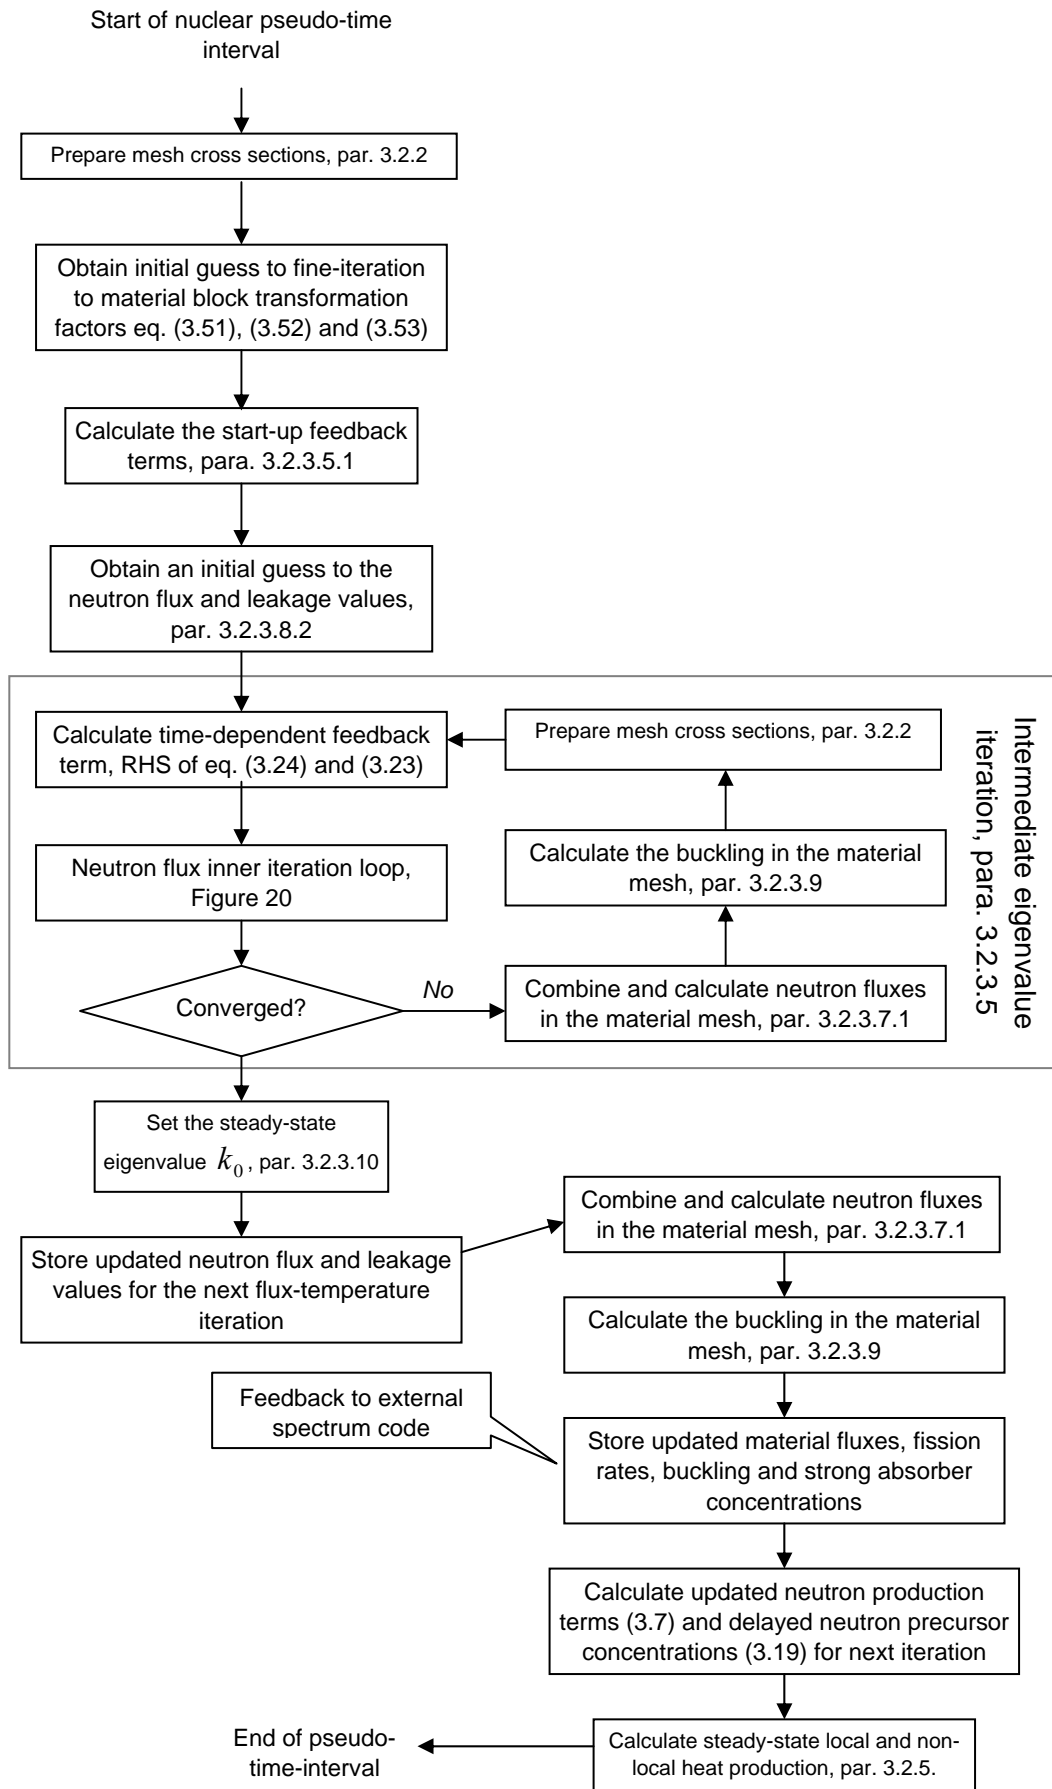 Start of nuclear pseudo-time
interval
Prepare mesh cross sections, par. 3.2.2
Obtain initial guess to fine-iteration
to material block transformation
factors eq. (3.51), (3.52) and (3.53)
Calculate the start-up feedback
terms, para. 3.2.3.5.1
Obtain an initial guess to the
neutron flux and leakage values,
par. 3.2.3.8.2
Calculate time-dependent feedback
term, RHS of eq. (3.24) and (3.23)
Neutron flux inner iteration loop,
Figure 20
Converged?
No
Combine and calculate neutron fluxes
in the material mesh, par. 3.2.3.7.1
Calculate the buckling in the material
mesh, par. 3.2.3.9
Prepare mesh cross sections, par. 3.2.2
Intermediate eigenvalue
iteration, para. 3.2.3.5
Set the steady-state
eigenvalue k₀, par. 3.2.3.10
Store updated neutron flux and leakage
values for the next flux-temperature
iteration
Combine and calculate neutron fluxes
in the material mesh, par. 3.2.3.7.1
Calculate the buckling in the material
mesh, par. 3.2.3.9
Feedback to external
spectrum code
Store updated material fluxes, fission
rates, buckling and strong absorber
concentrations
Calculate updated neutron production
terms (3.7) and delayed neutron precursor
concentrations (3.19) for next iteration
Calculate steady-state local and non-
local heat production, par. 3.2.5.
End of pseudo-
time-interval